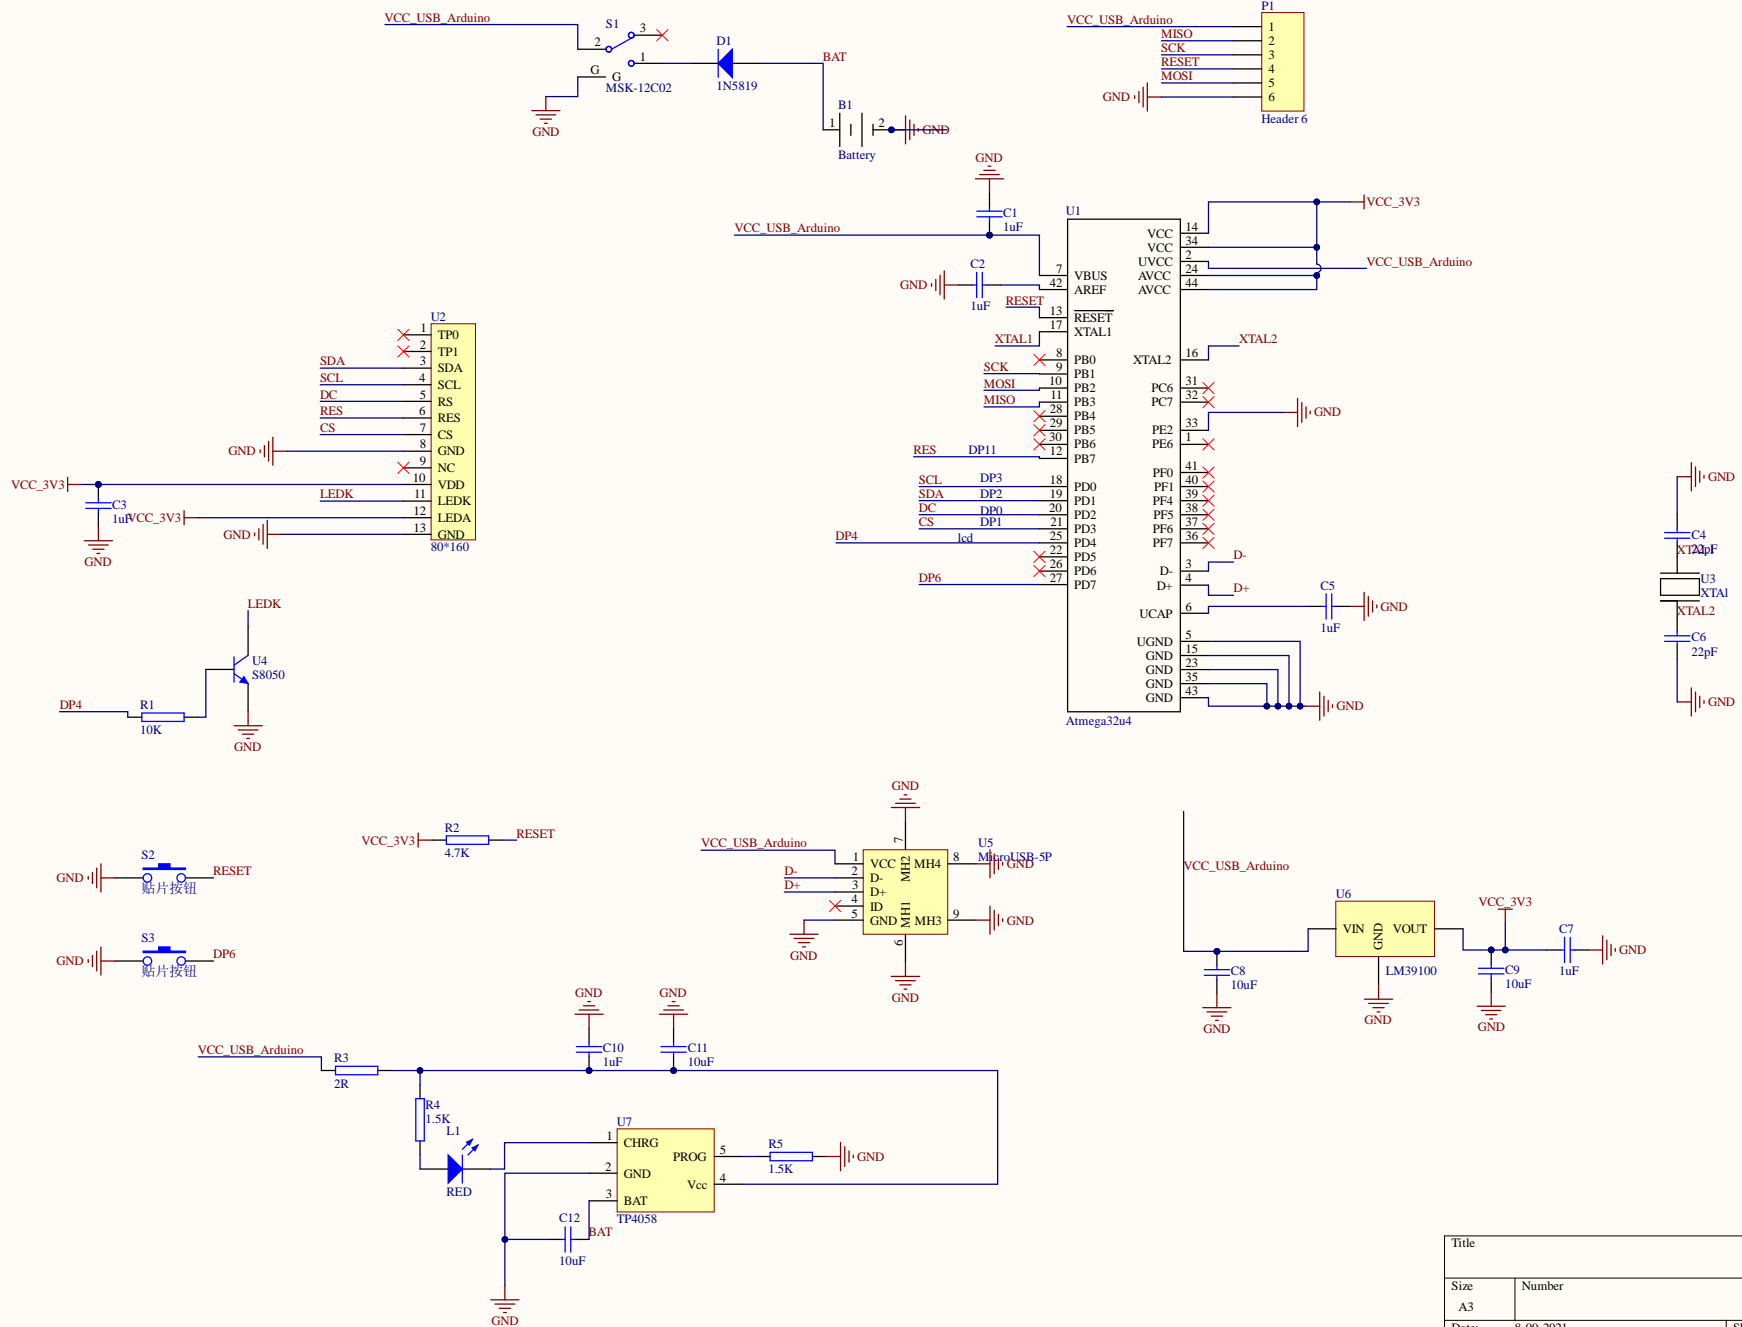 VCC_USB_Arduino
S1
3
2
1
G
G
MSK-12C02
GND
D1
1N5819
BAT
B1
1
2
Battery
GND
P1
VCC_USB_Arduino
1
MISO
2
SCK
3
RESET
4
MOSI
5
GND
6
Header 6
GND
C1
1uF
VCC_USB_Arduino
GND
C2
1uF
U1
7 VBUS
42 AREF
RESET
13 RESET
XTAL1
17 XTAL1
8 PB0
SCK
9 PB1
MOSI
10 PB2
MISO
11 PB3
28 PB4
29 PB5
30 PB6
RES DP11
12 PB7
SCL DP3
18 PD0
SDA DP2
19 PD1
DC DP0
20 PD2
CS DP1
21 PD3
DP4 lcd
25 PD4
22 PD5
26 PD6
DP6
27 PD7
VCC 14
VCC 34
UVCC 2
AVCC 24
AVCC 44
VCC_3V3
VCC_USB_Arduino
XTAL2 16
XTAL2
PC6 31
PC7 32
PE2 33
GND
PE6 1
PF0 41
PF1 40
PF4 39
PF5 38
PF6 37
PF7 36
D- 3
D-
D+ 4
D+
UCAP 6
C5
1uF
GND
UGND 5
GND 15
GND 23
GND 35
GND 43
GND
Atmega32u4
U2
1 TP0
2 TP1
SDA 3 SDA
SCL 4 SCL
DC 5 RS
RES 6 RES
CS 7 CS
GND 8 GND
9 NC
VCC_3V3 10 VDD
LEDK 11 LEDK
VCC_3V3 12 LEDA
GND 13 GND
80*160
C3
1uF
GND
GND
C4
22pF
XTAL1
U3
XTAl
XTAL2
C6
22pF
GND
LEDK
U4
S8050
DP4
R1
10K
GND
VCC_3V3
R2
4.7K
RESET
S2
GND
RESET
贴片按钮
S3
GND
DP6
贴片按钮
GND
7
VCC_USB_Arduino
U5
MicroUSB-5P
1 VCC
D- 2 D-
D+ 3 D+
4 ID
5 GND
MH2
MH1
MH4 8
GND
MH3 9
GND
GND
6
GND
VCC_USB_Arduino
U6
VIN
GND
VOUT
LM39100
VCC_3V3
C8
10uF
GND
GND
C9
10uF
GND
C7
1uF
GND
VCC_USB_Arduino
R3
2R
GND
C10
1uF
GND
C11
10uF
R4
1.5K
L1
RED
U7
1 CHRG
2 GND
3 BAT
PROG 5
Vcc 4
TP4058
R5
1.5K
GND
C12
10uF
BAT
GND
Title
Size
Number
A3